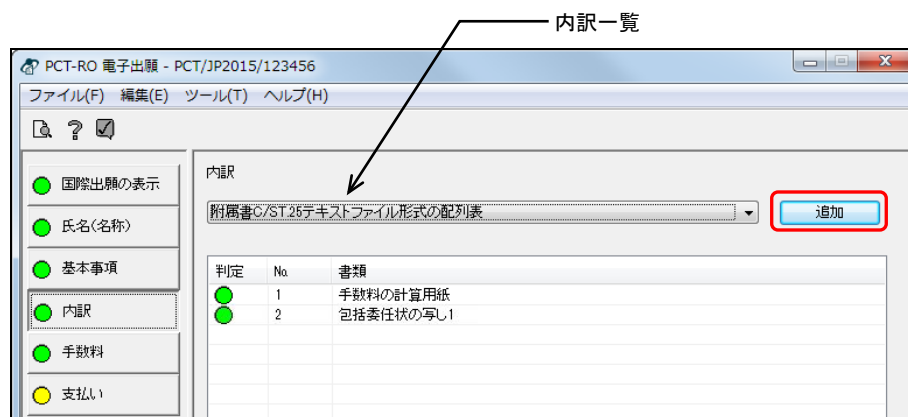 内訳一覧
PCT-RO 電子出願 - PCT/JP2015/123456
ファイル(F) 編集(E) ツール(T) ヘルプ(H)
国際出願の表示
氏名(名称)
基本事項
内訳
手数料
支払い
内訳
附属書C/ST.25テキストファイル形式の配列表
追加
判定 No. 書類
1 手数料の計算用紙
2 包括委任状の写し1